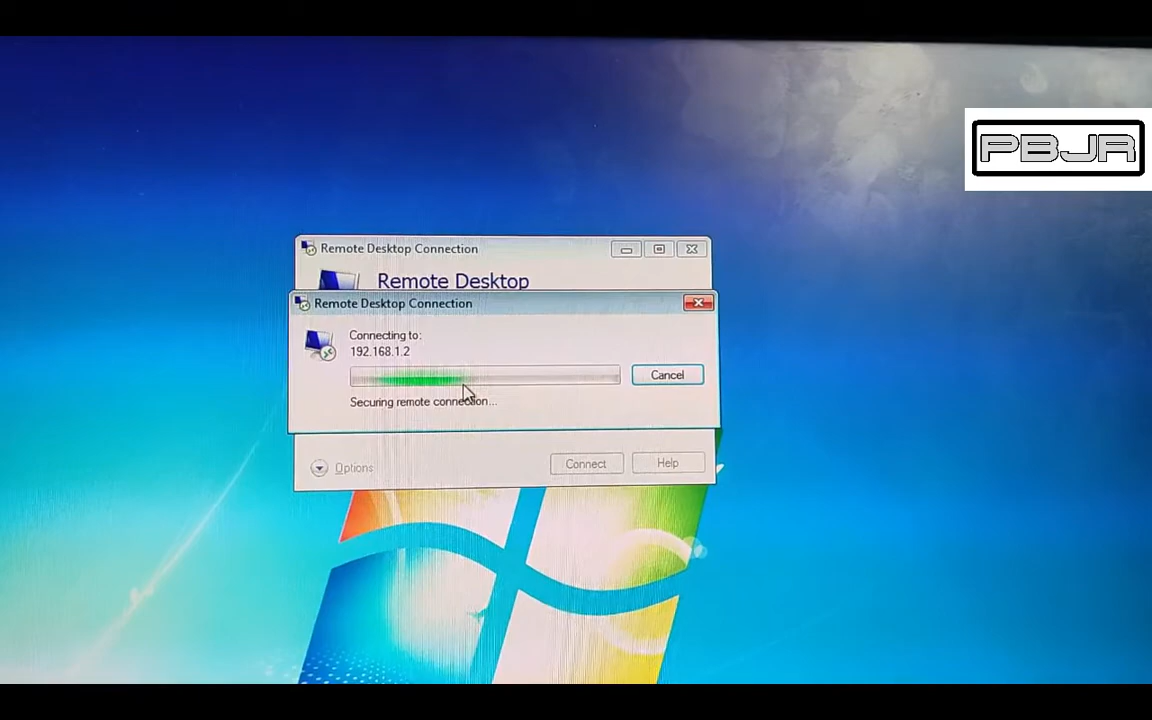 PBJR
Remote Desktop Connection
Remote Desktop
Remote Desktop Connection
Connecting to:
192.168.1.2
Cancel
Securing remote connection...
Options
Connect
Help